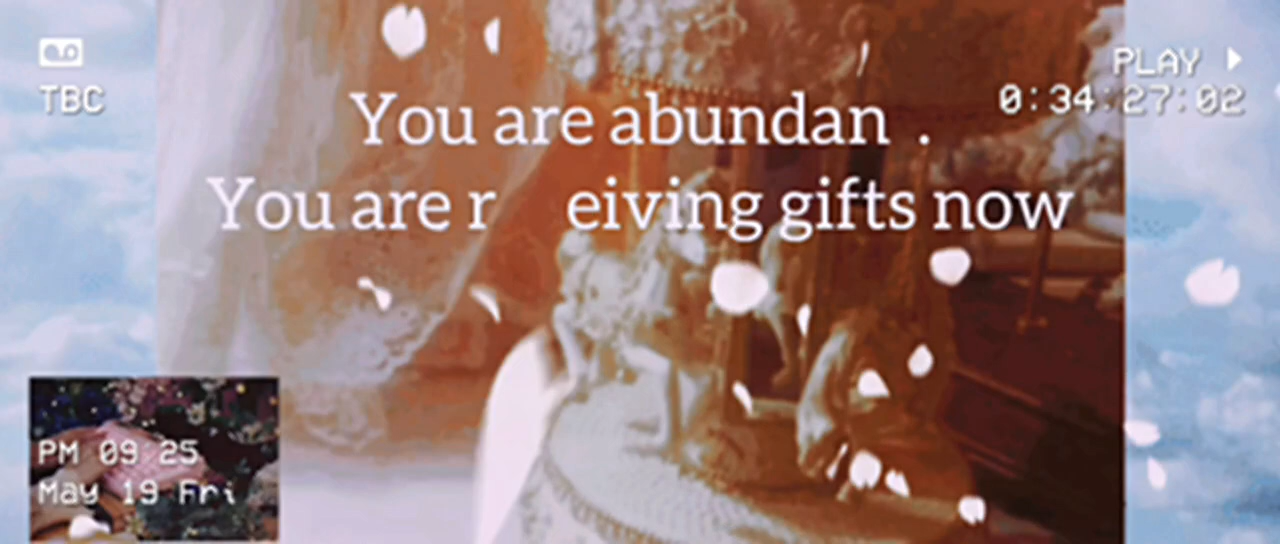 TBC
PLAY
0:34:27:02
You are abundan .
You are r eiving gifts now
PM 09 25
May 19 Fri